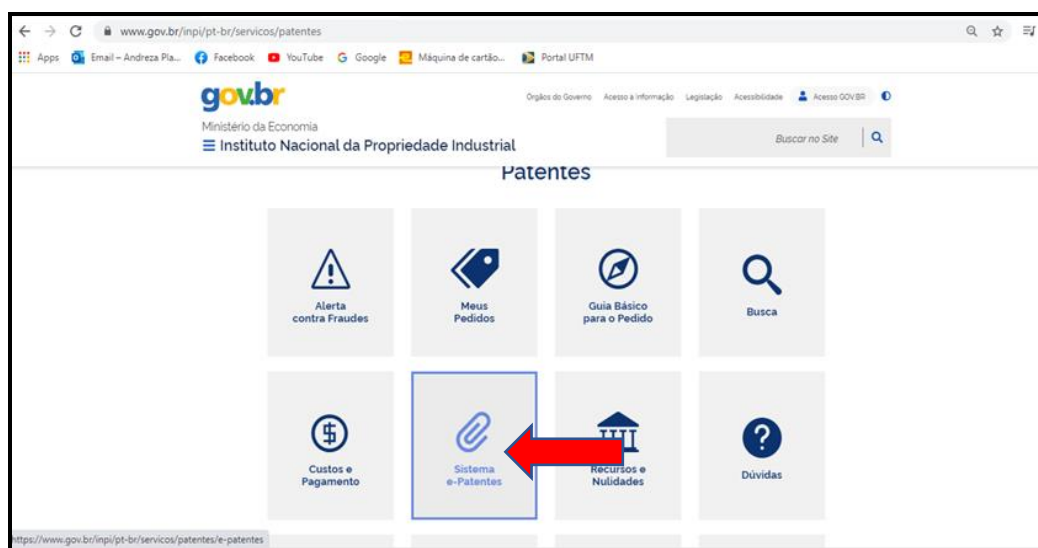 www.gov.br/inpi/pt-br/servicos/patentes
Apps Email – Andreza Pla... Facebook YouTube Google Máquina de cartão... Portal UFTM
gov.br
Órgãos do Governo Acesso à Informação Legislação Acessibilidade Acesso GOV.BR
Ministério da Economia
Instituto Nacional da Propriedade Industrial
Buscar no Site
Patentes
Alerta
contra Fraudes
Meus
Pedidos
Guia Básico
para o Pedido
Busca
Custos e
Pagamento
Sistema
e-Patentes
Recursos e
Nulidades
Dúvidas
https://www.gov.br/inpi/pt-br/servicos/patentes/e-patentes